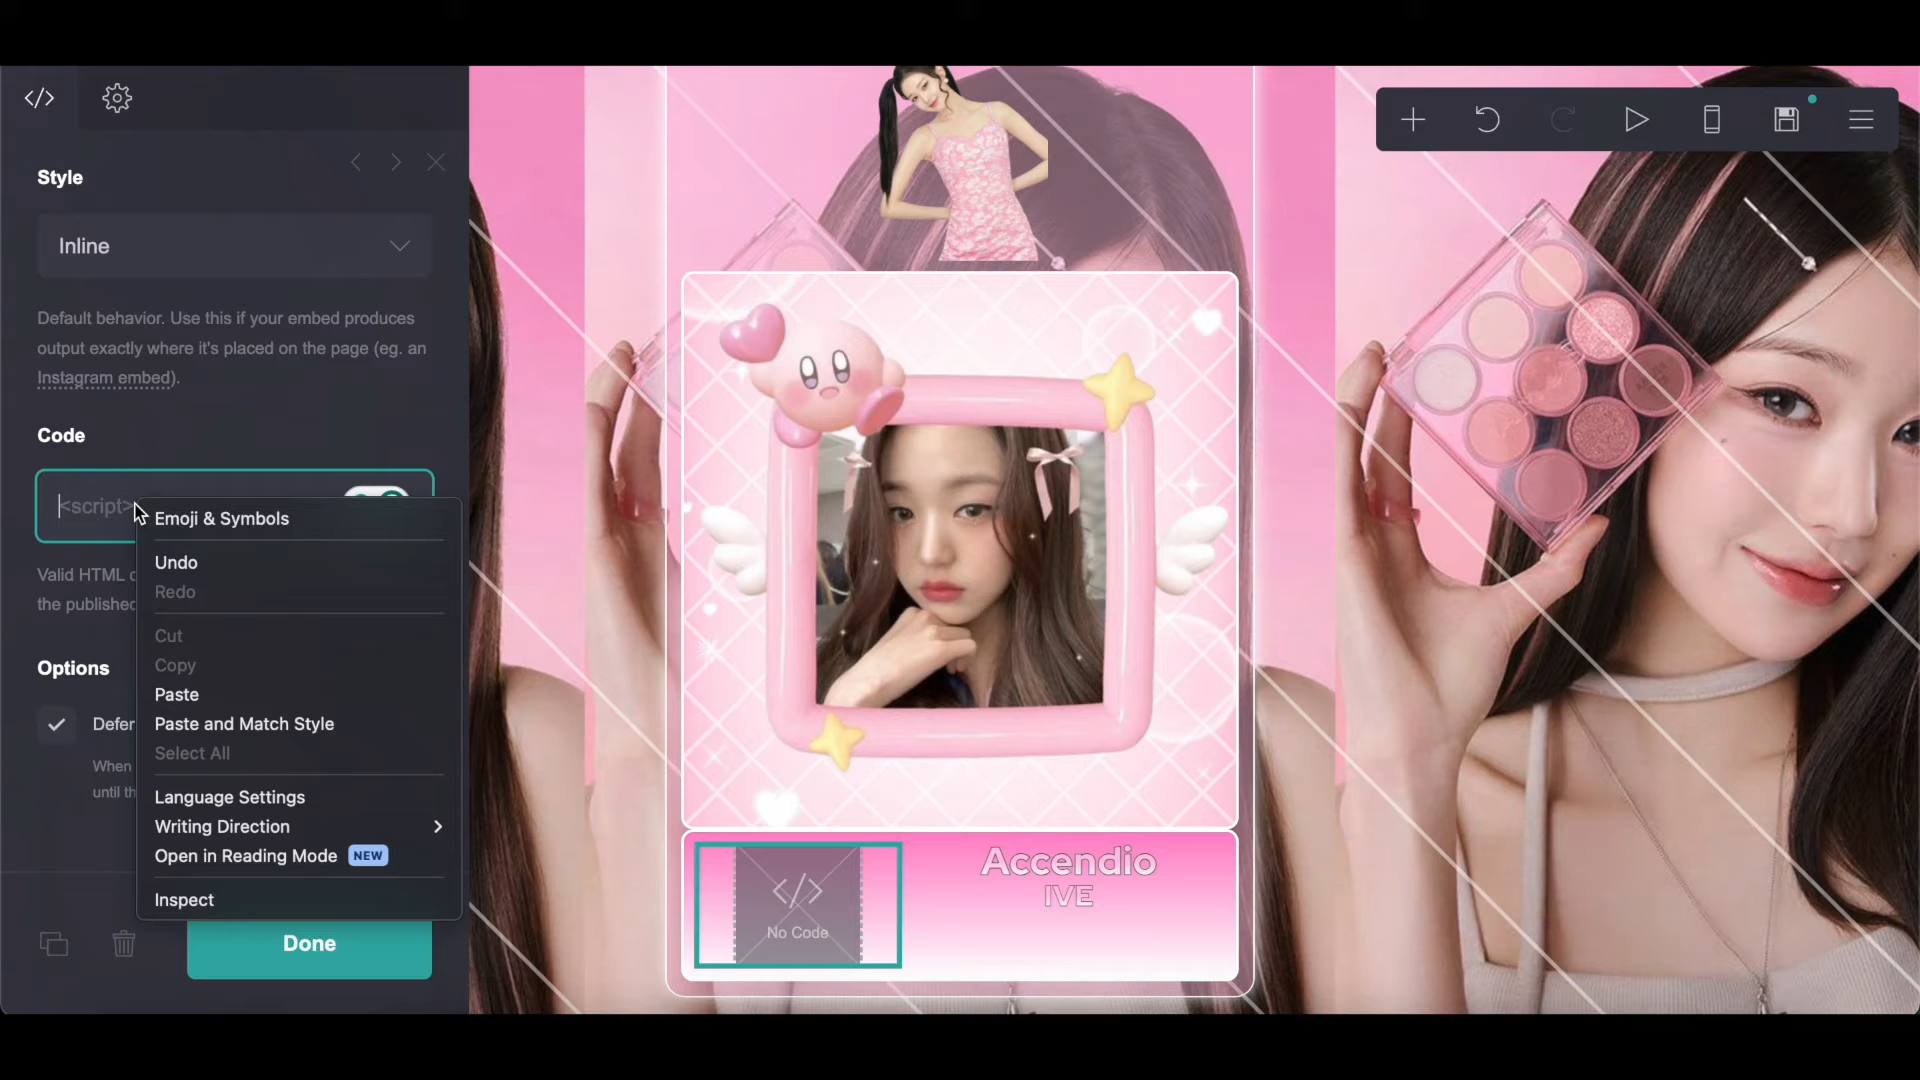 Style
Inline
Default behavior. Use this if your embed produces
output exactly where it's placed on the page (eg. an
Instagram embed).
Code
<script>
Emoji & Symbols
Undo
Redo
Valid HTML
the published
Cut
Copy
Options
Paste
Defer
Paste and Match Style
Select All
When
until
Language Settings
Writing Direction
Open in Reading Mode NEW
Inspect
Done
No Code
Accendio
IVE